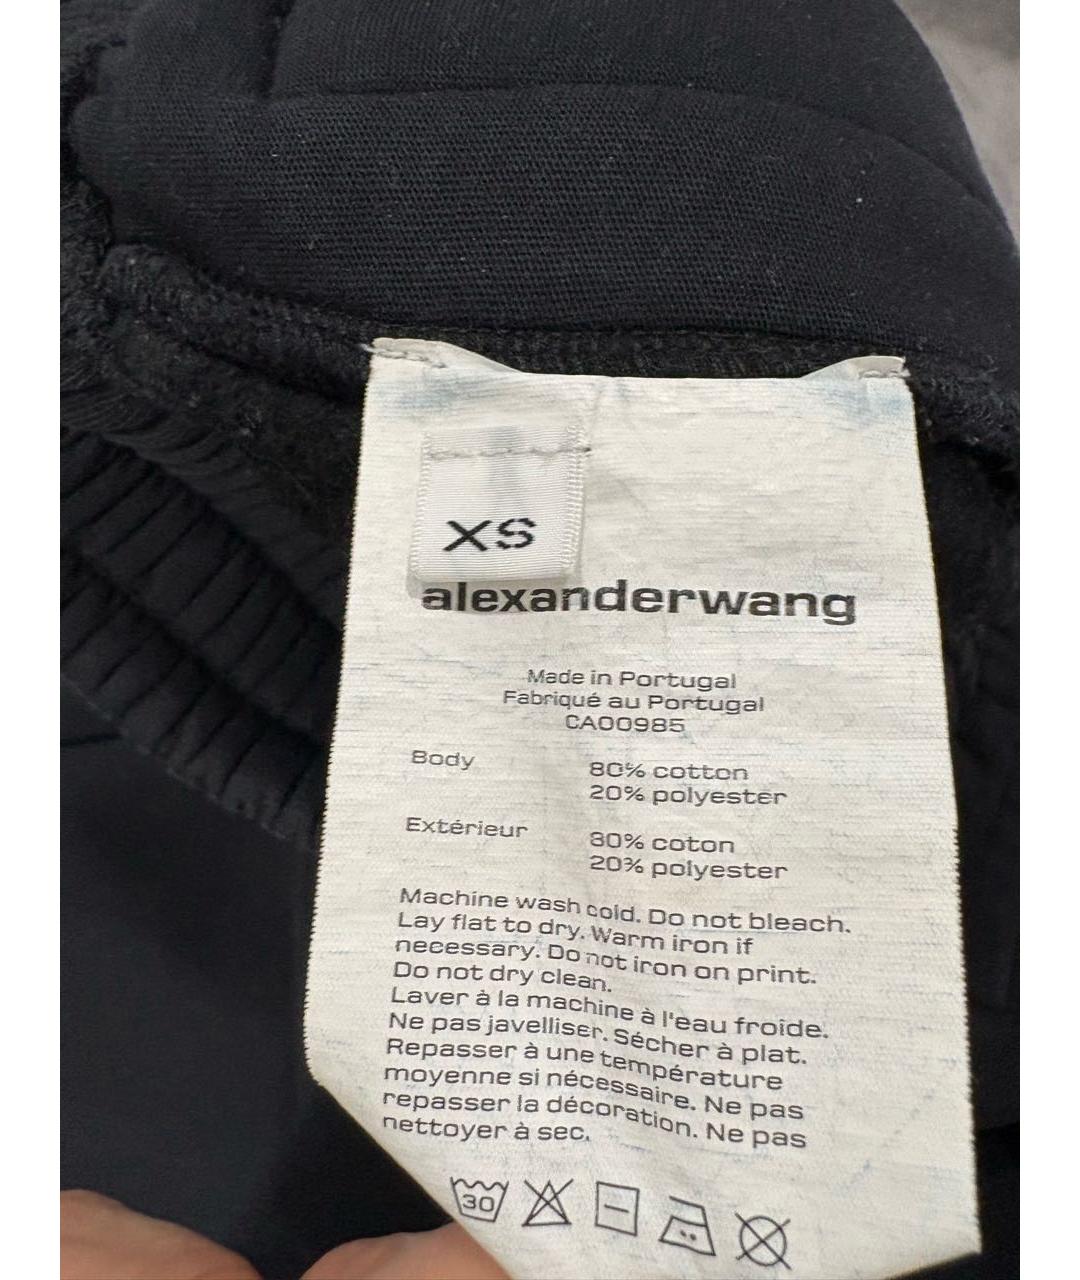 XS
alexanderwang
Made in Portugal
Fabriqué au Portugal
CA00985
Body
80% cotton
20% polyester
Extérieur
80% coton
20% polyester
Machine wash cold. Do not bleach.
Lay flat to dry. Warm iron if
necessary. Do not iron on print.
Do not dry clean.
Laver à la machine à l'eau froide.
Ne pas javelliser. Sécher à plat.
Repasser à une température
moyenne si nécessaire. Ne pas
repasser la décoration. Ne pas
nettoyer à sec.
30